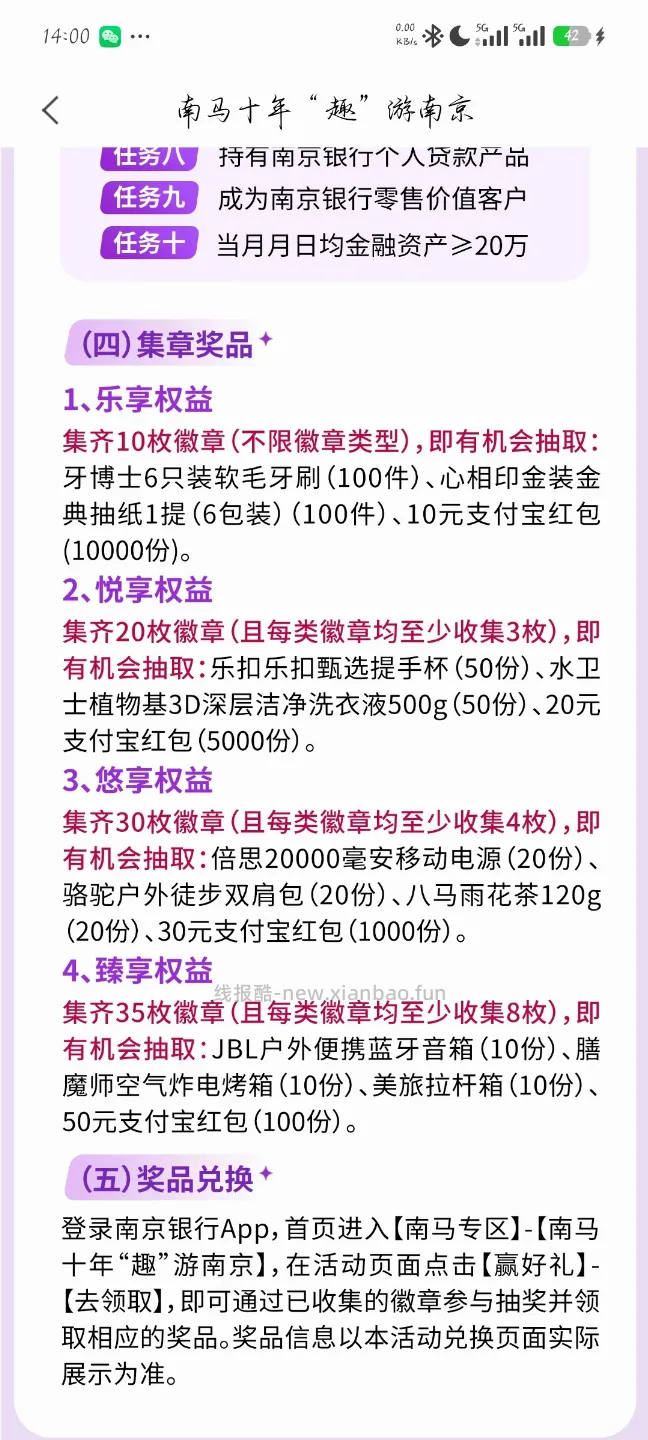 14:00
0.00
KB/s
5G
5G
42
南马十年“趣”游南京
任务八 持有南京银行个人贷款产品
任务九 成为南京银行零售价值客户
任务十 当月月日均金融资产≥20万
（四）集章奖品
1、乐享权益
集齐10枚徽章（不限徽章类型），即有机会抽取：
牙博士6只装软毛牙刷（100件）、心相印金装金
典抽纸1提（6包装）（100件）、10元支付宝红包
(10000份)。
2、悦享权益
集齐20枚徽章（且每类徽章均至少收集3枚），即
有机会抽取：乐扣乐扣甄选提手杯（50份）、水卫
士植物基3D深层洁净洗衣液500g（50份）、20元
支付宝红包（5000份）。
3、悠享权益
集齐30枚徽章（且每类徽章均至少收集4枚），即
有机会抽取：倍思20000毫安移动电源（20份）、
骆驼户外徒步双肩包（20份）、八马雨花茶120g
（20份）、30元支付宝红包（1000份）。
4、臻享权益
线报酷-new.xianbao.fun
集齐35枚徽章（且每类徽章均至少收集8枚），即
有机会抽取：JBL户外便携蓝牙音箱（10份）、膳
魔师空气炸电烤箱（10份）、美旅拉杆箱（10份）、
50元支付宝红包（100份）。
（五）奖品兑换
登录南京银行App，首页进入【南马专区】-【南马
十年“趣”游南京】，在活动页面点击【赢好礼】-
【去领取】，即可通过已收集的徽章参与抽奖并领
取相应的奖品。奖品信息以本活动兑换页面实际
展示为准。